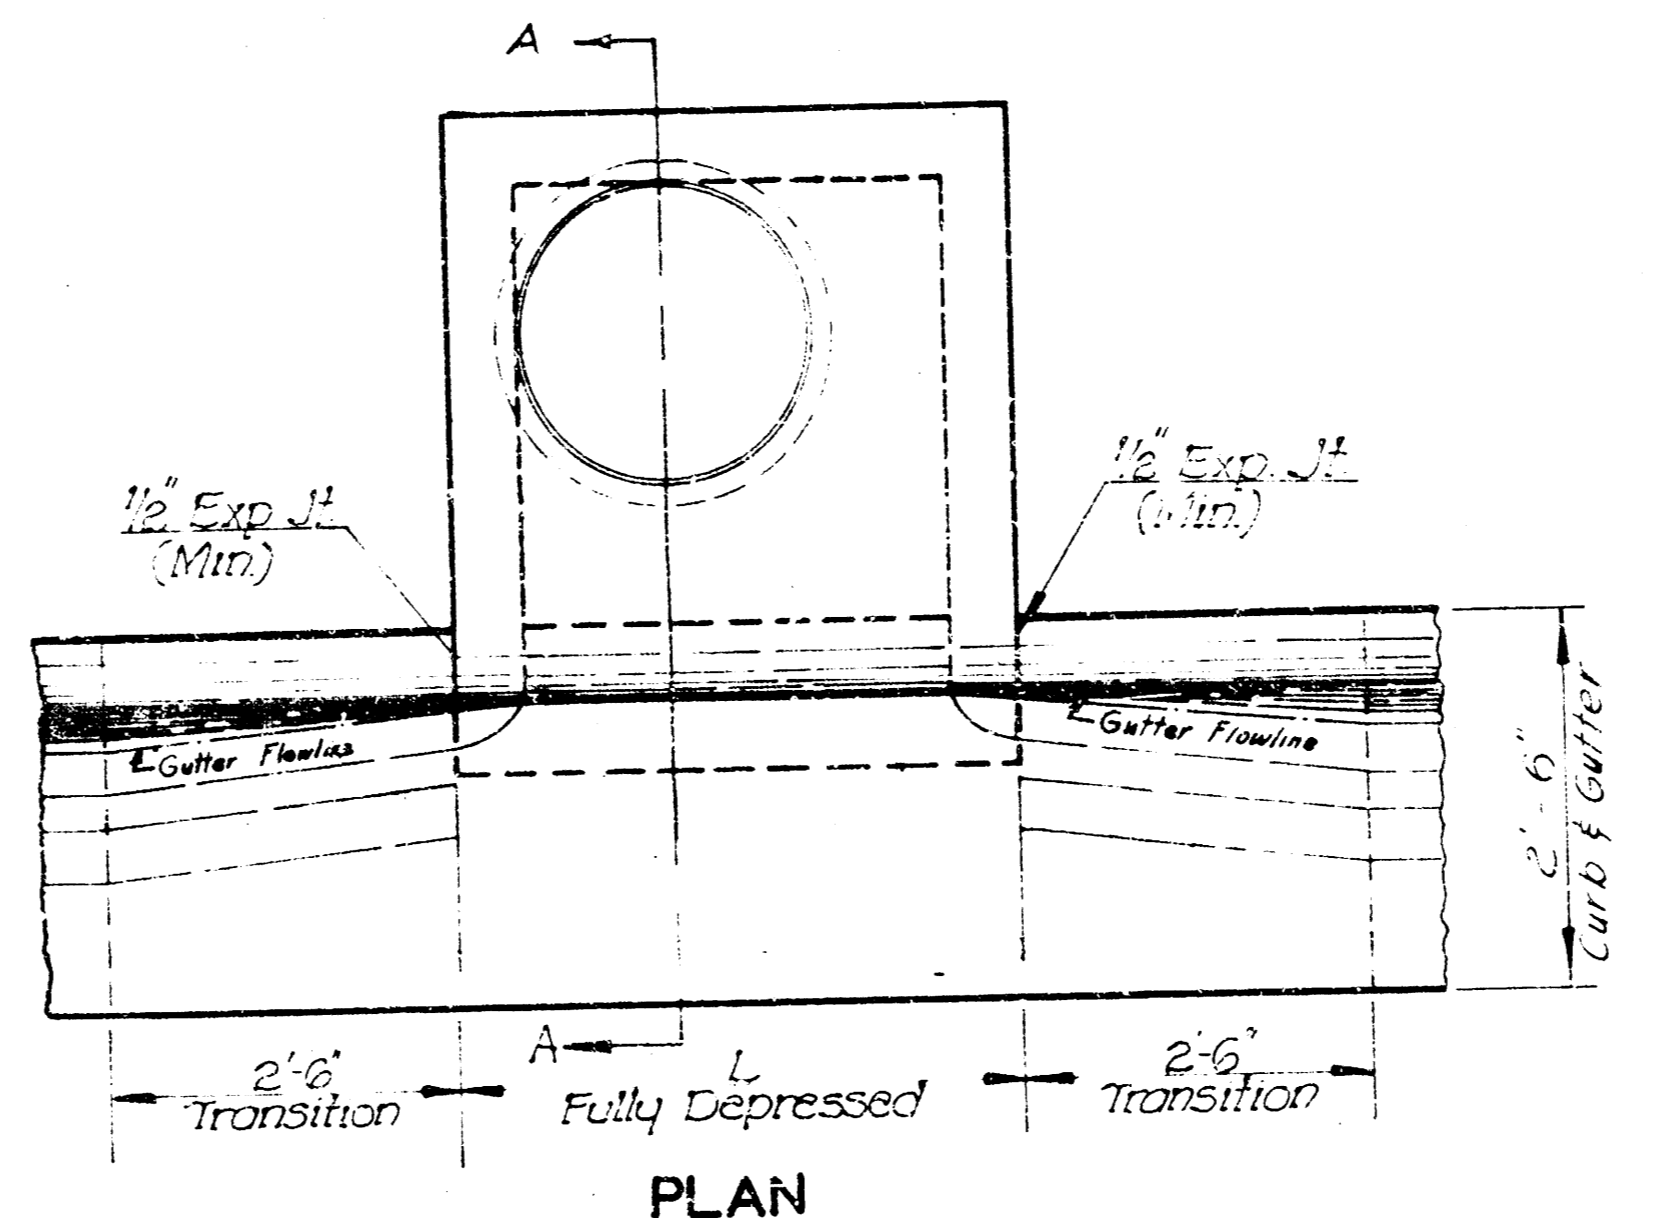 A
1/2" Exp. Jt.
(Min.)
1/2" Exp Jt.
(Min.)
℄ Gutter Flowline
℄ Gutter Flowline
2'-6"
Curb & Gutter
A
2'-6"
Transition
L
Fully Depressed
2'-6"
Transition
PLAN